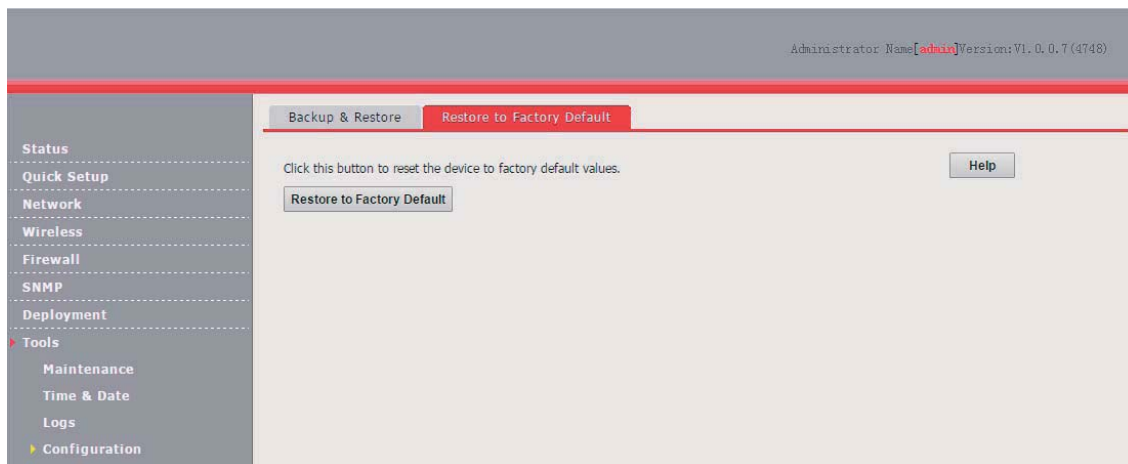 Administrator Name[admin]Version:V1.0.0.7(4748)
Backup & Restore
Restore to Factory Default
Status
Quick Setup
Network
Wireless
Firewall
SNMP
Deployment
Tools
Maintenance
Time & Date
Logs
Configuration
Click this button to reset the device to factory default values.
Help
Restore to Factory Default